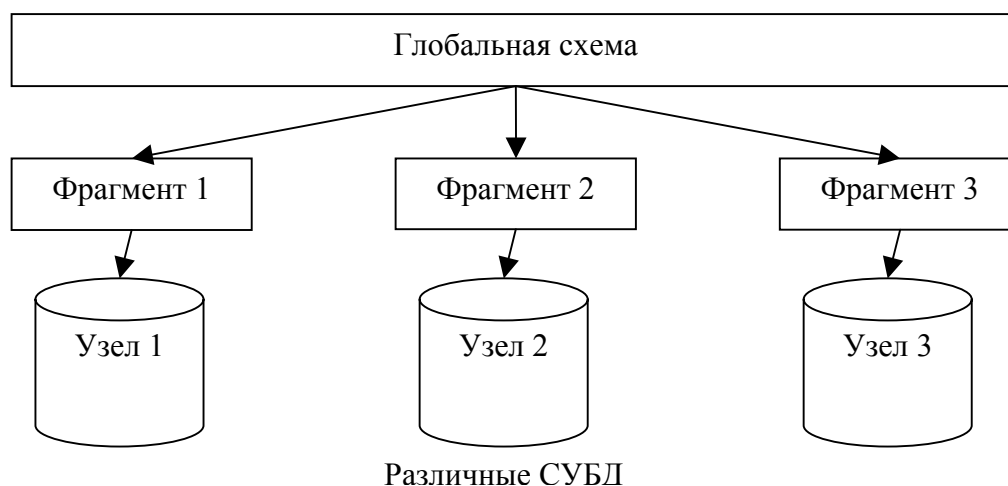 Глобальная схема
Фрагмент 1
Фрагмент 2
Фрагмент 3
Узел 1
Узел 2
Узел 3
Различные СУБД